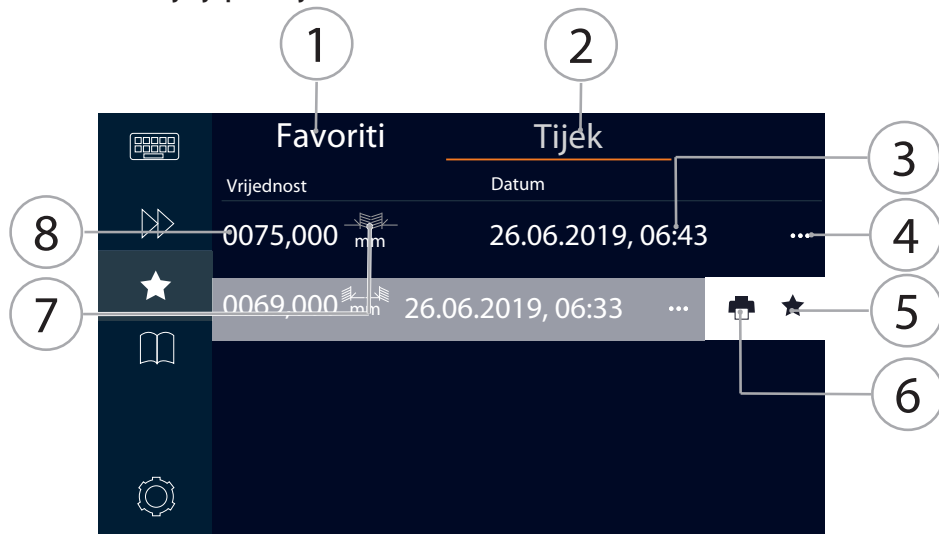 1 2
Favoriti Tijek
3
Vrijednost Datum
8 0075,000 mm 26.06.2019, 06:43 ... 4
7 0069,000 mm 26.06.2019, 06:33 ... 5
6